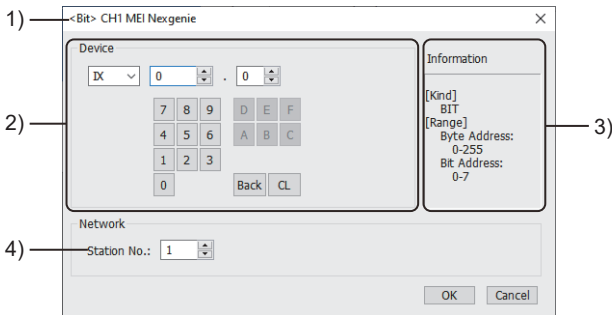 1)
<Bit> CH1 MEI Nexgenie
Device
IX 0 . 0
2)
7 8 9 D E F
4 5 6 A B C
1 2 3
0 Back CL
Information
[Kind]
BIT
[Range]
Byte Address:
0-255
Bit Address:
0-7
3)
Network
4)
Station No.: 1
OK Cancel